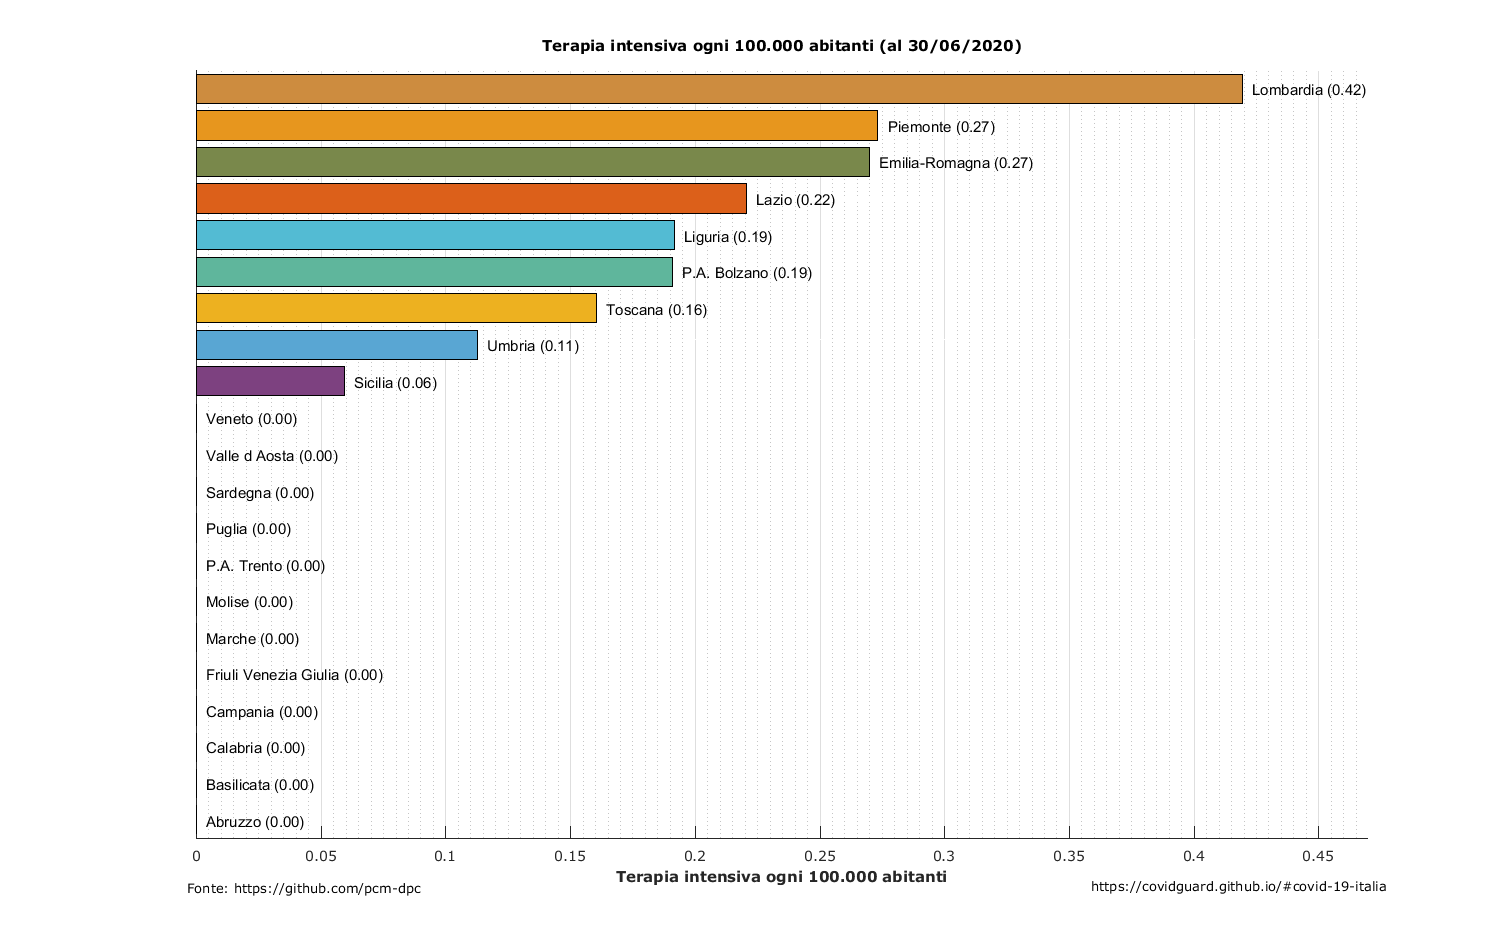 Terapia intensiva ogni 100.000 abitanti (al 30/06/2020)
Lombardia (0.42)
Piemonte (0.27)
Emilia-Romagna (0.27)
Lazio (0.22)
Liguria (0.19)
P.A. Bolzano (0.19)
Toscana (0.16)
Umbria (0.11)
Sicilia (0.06)
Veneto (0.00)
Valle d Aosta (0.00)
Sardegna (0.00)
Puglia (0.00)
P.A. Trento (0.00)
Molise (0.00)
Marche (0.00)
Friuli Venezia Giulia (0.00)
Campania (0.00)
Calabria (0.00)
Basilicata (0.00)
Abruzzo (0.00)
0 0.05 0.1 0.15 0.2 0.25 0.3 0.35 0.4 0.45
Terapia intensiva ogni 100.000 abitanti
Fonte: https://github.com/pcm-dpc
https://covidguard.github.io/#covid-19-italia